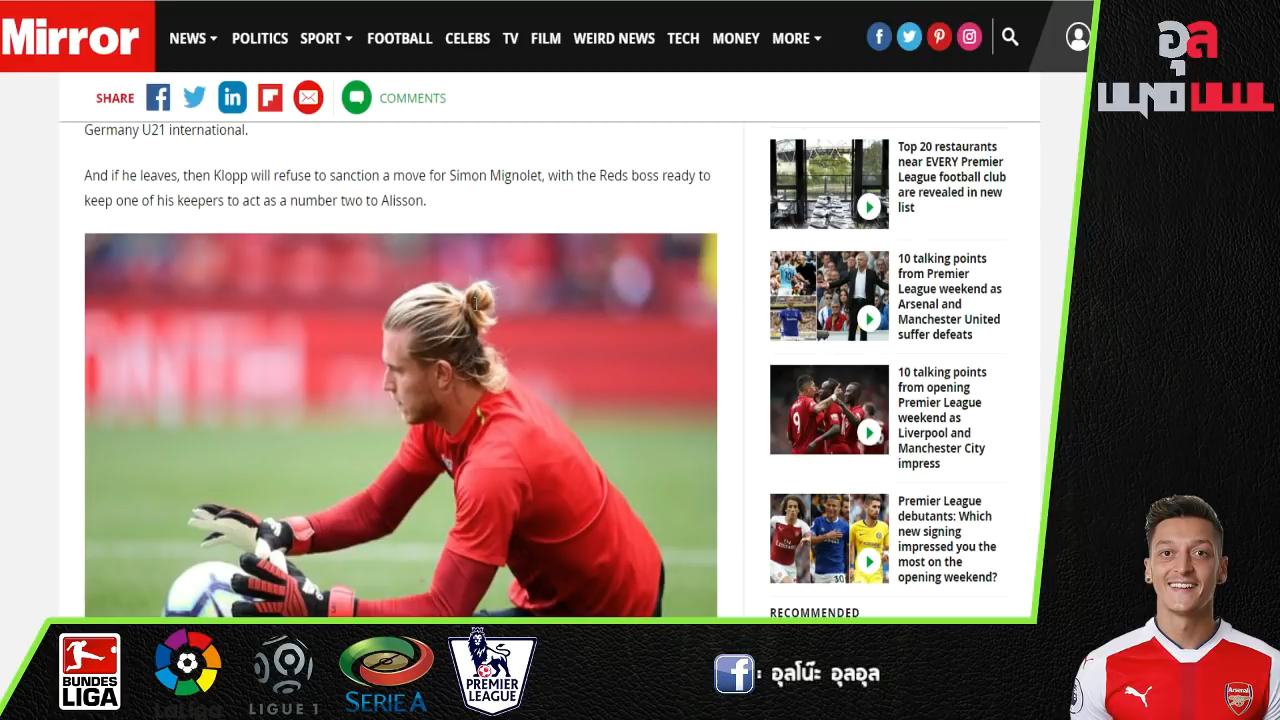 Mirror
NEWS POLITICS SPORT FOOTBALL CELEBS TV FILM WEIRD NEWS TECH MONEY MORE
SHARE
COMMENTS
Germany U21 international.
And if he leaves, then Klopp will refuse to sanction a move for Simon Mignolet, with the Reds boss ready to
keep one of his keepers to act as a number two to Alisson.
Top 20 restaurants
near EVERY Premier
League football club
are revealed in new
list
10 talking points
from Premier
League weekend as
Arsenal and
Manchester United
suffer defeats
10 talking points
from opening
Premier League
weekend as
Liverpool and
Manchester City
impress
Premier League
debutants: Which
new signing
impressed you the
most on the
opening weekend?
RECOMMENDED
อุล
BUNDES
LIGA
LaLiga
LIGUE 1
SERIE A
PREMIER
LEAGUE
: อุลโน๊ะ อุลอุล
Arsenal